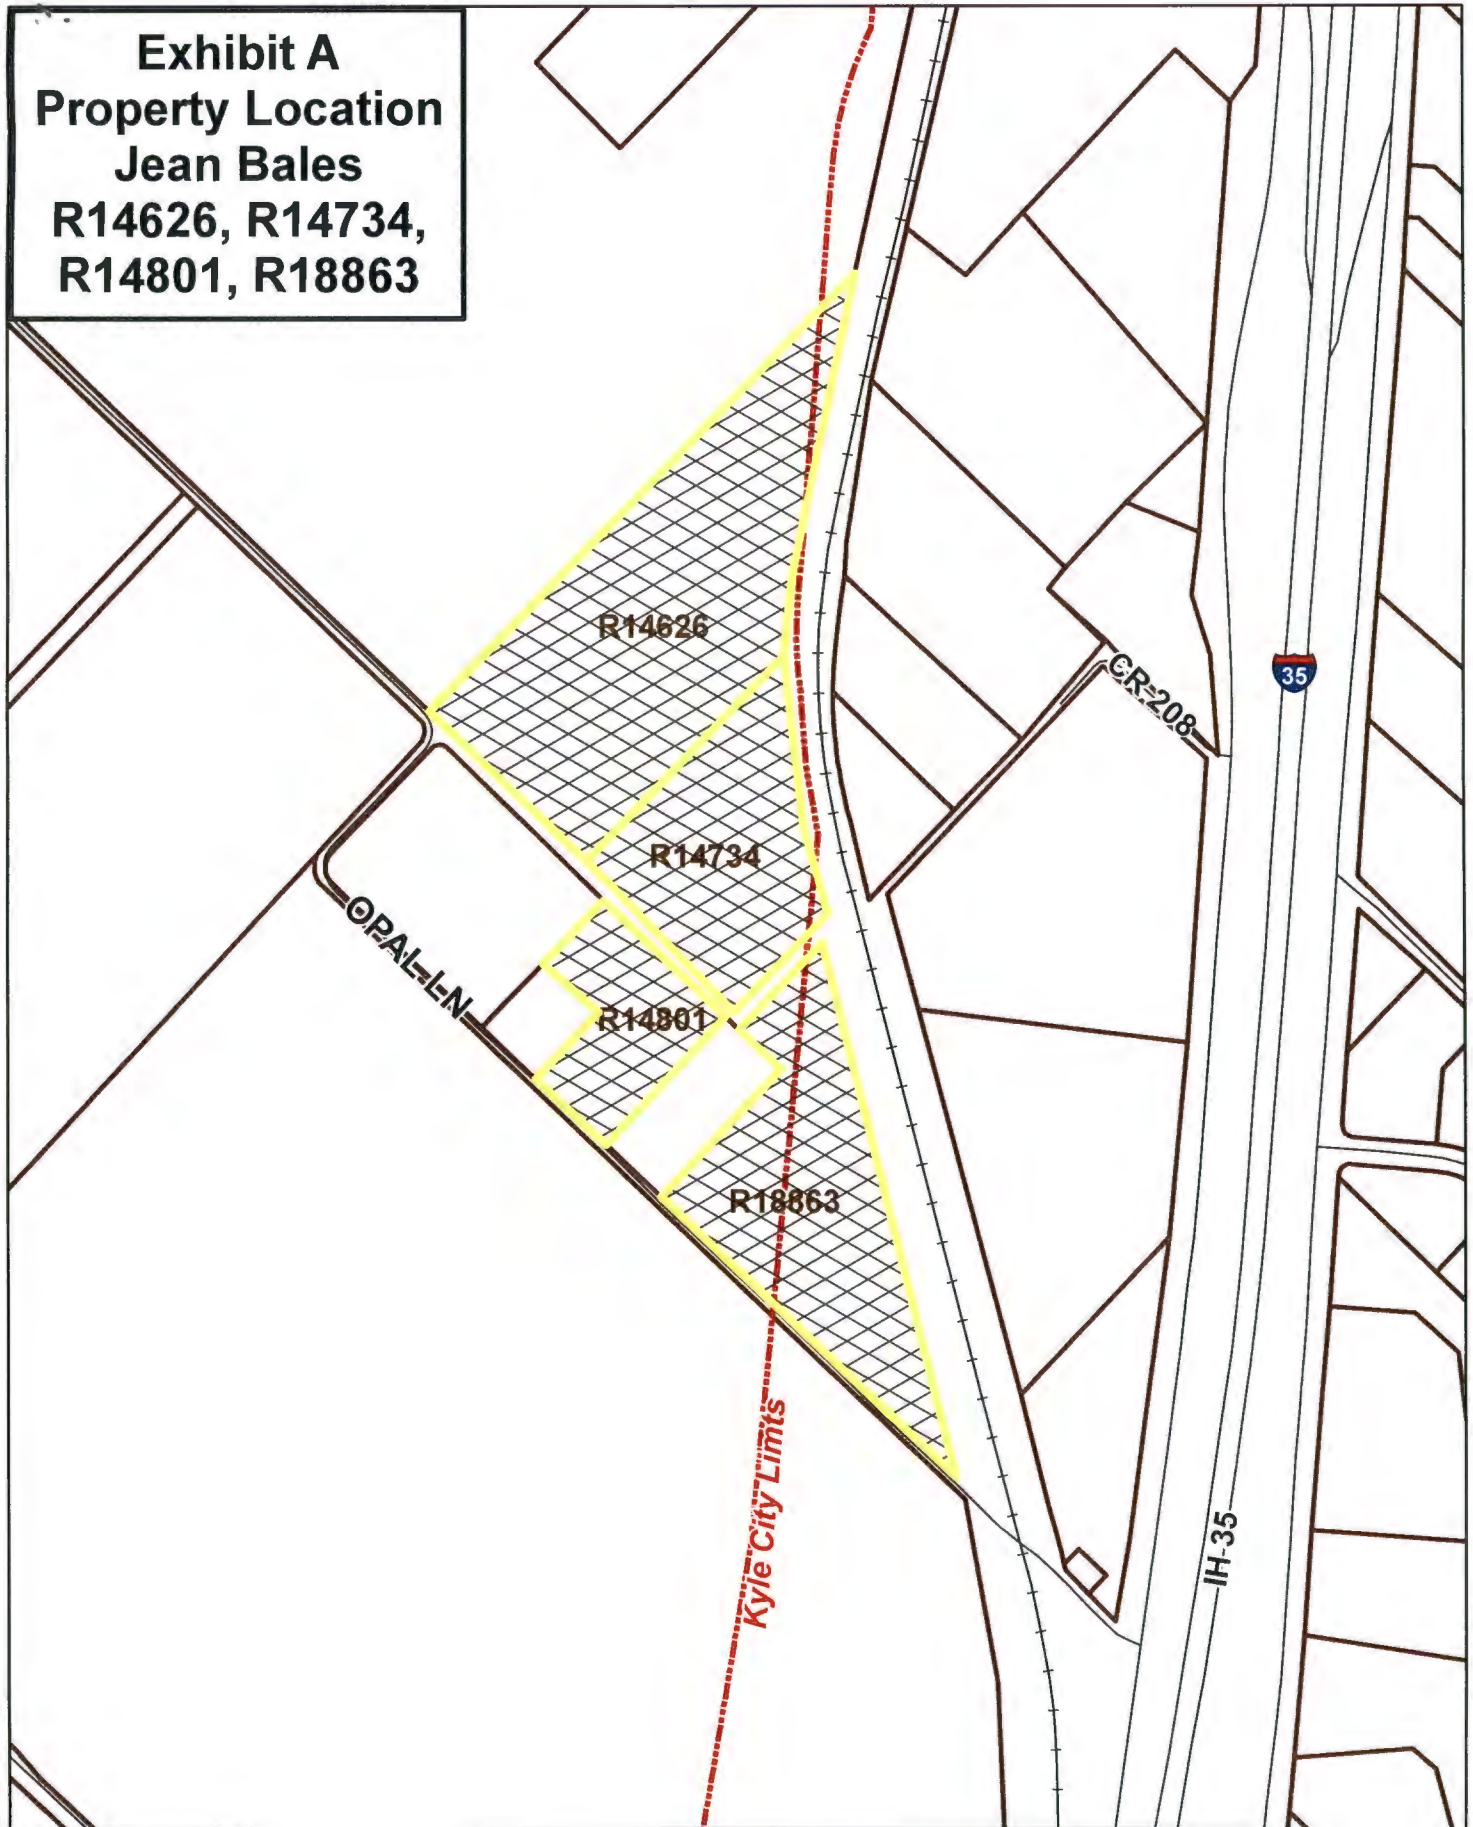 Exhibit A
Property Location
Jean Bales
R14626, R14734,
R14801, R18863
R14626
CR 208
35
R14734
OPAL LN
R14801
R18863
Kyle City Limts
IH-35